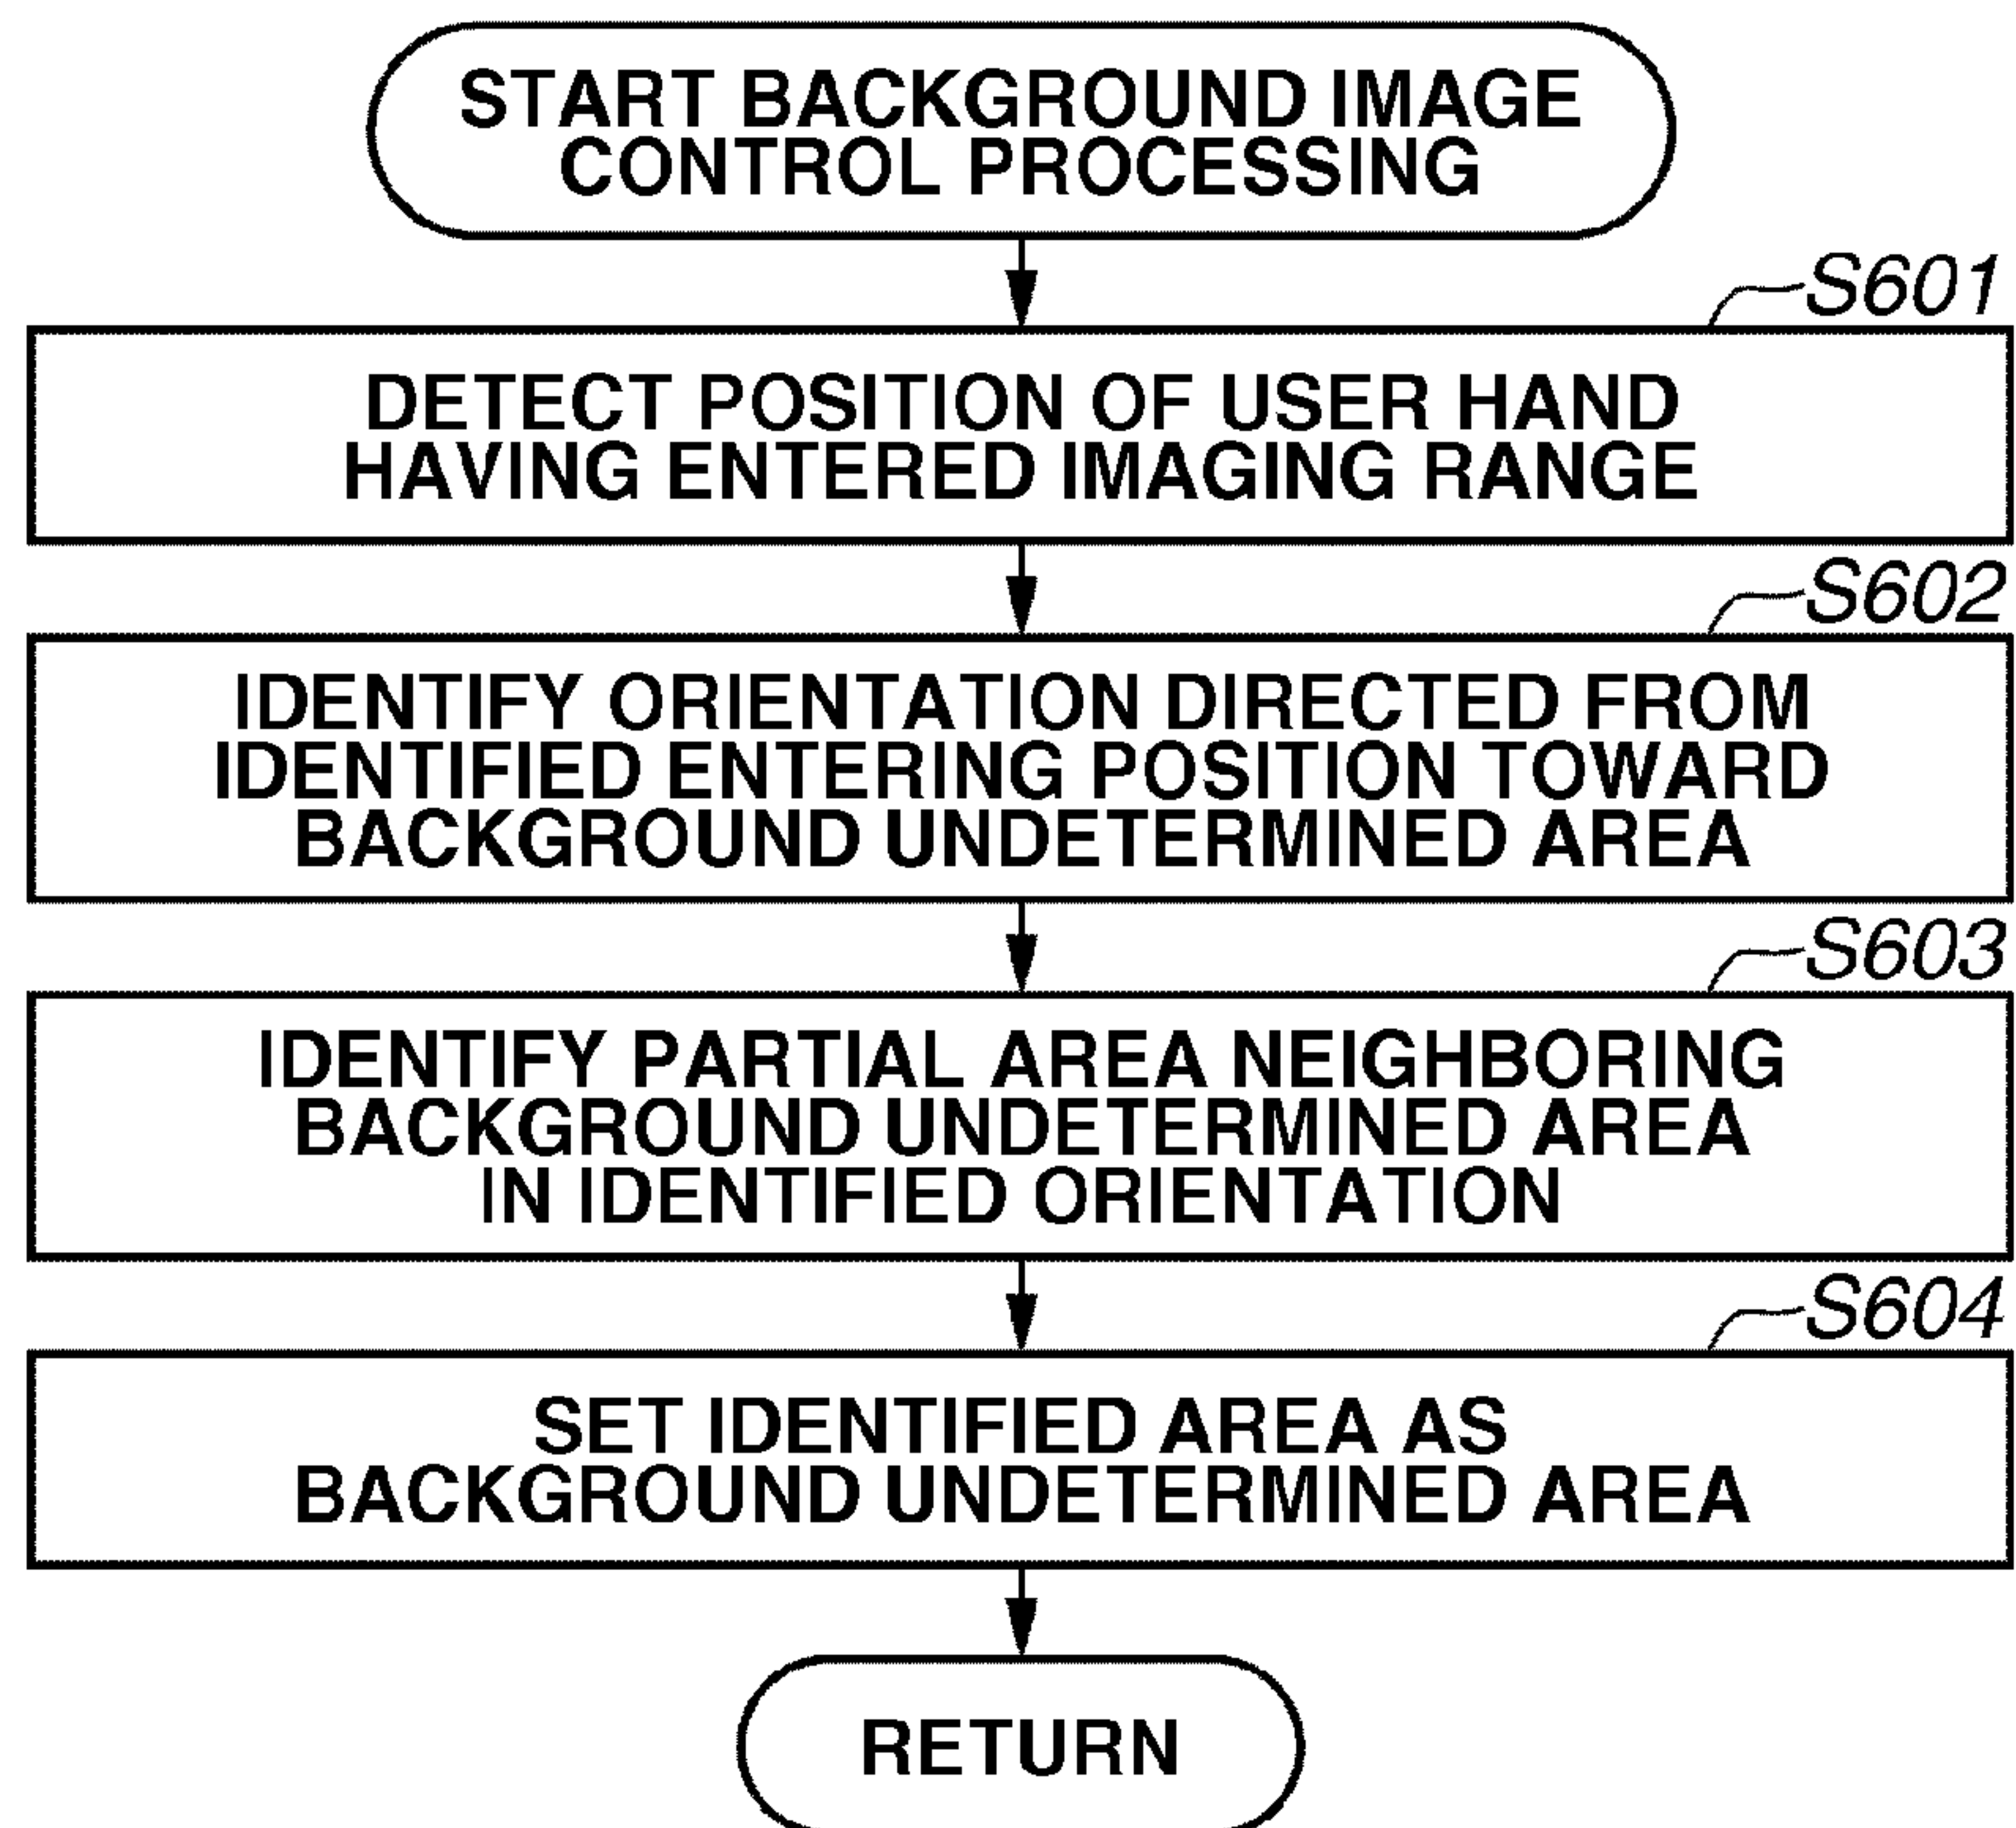 START BACKGROUND IMAGE
CONTROL PROCESSING
S601
DETECT POSITION OF USER HAND
HAVING ENTERED IMAGING RANGE
S602
IDENTIFY ORIENTATION DIRECTED FROM
IDENTIFIED ENTERING POSITION TOWARD
BACKGROUND UNDETERMINED AREA
S603
IDENTIFY PARTIAL AREA NEIGHBORING
BACKGROUND UNDETERMINED AREA
IN IDENTIFIED ORIENTATION
S604
SET IDENTIFIED AREA AS
BACKGROUND UNDETERMINED AREA
RETURN